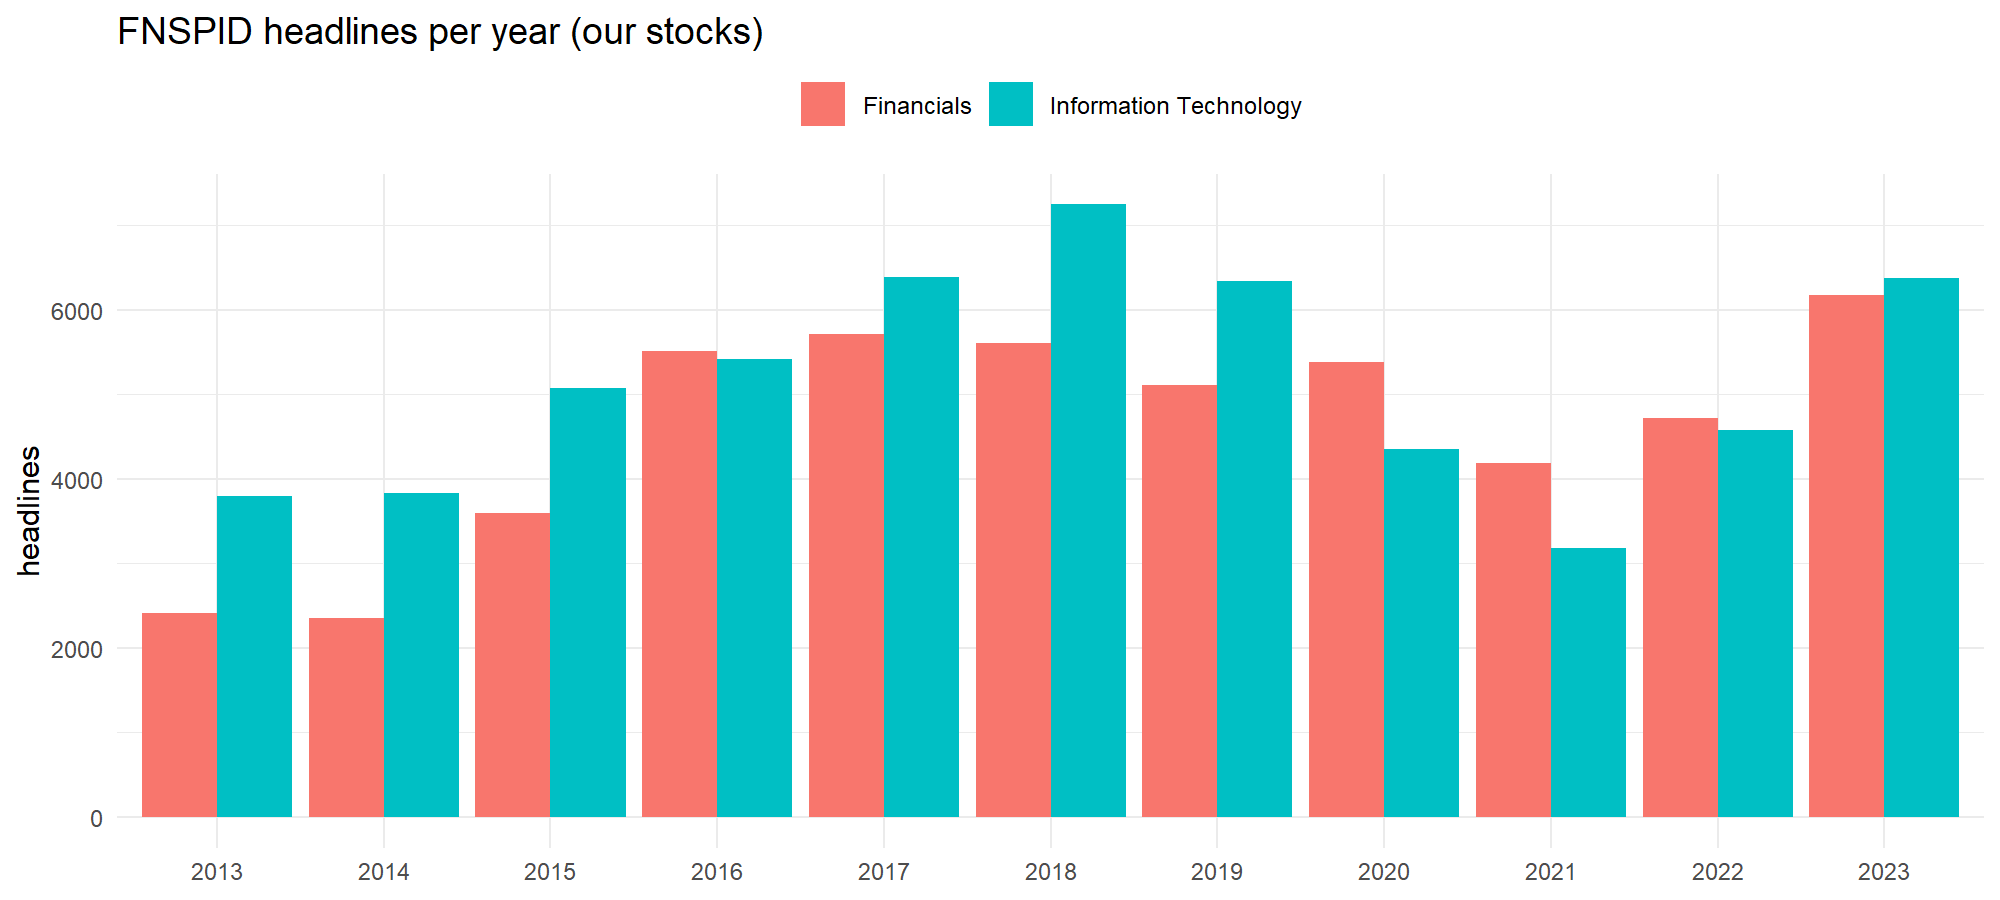 FNSPID headlines per year (our stocks)
Financials Information Technology
headlines
6000
4000
2000
0
2013 2014 2015 2016 2017 2018 2019 2020 2021 2022 2023